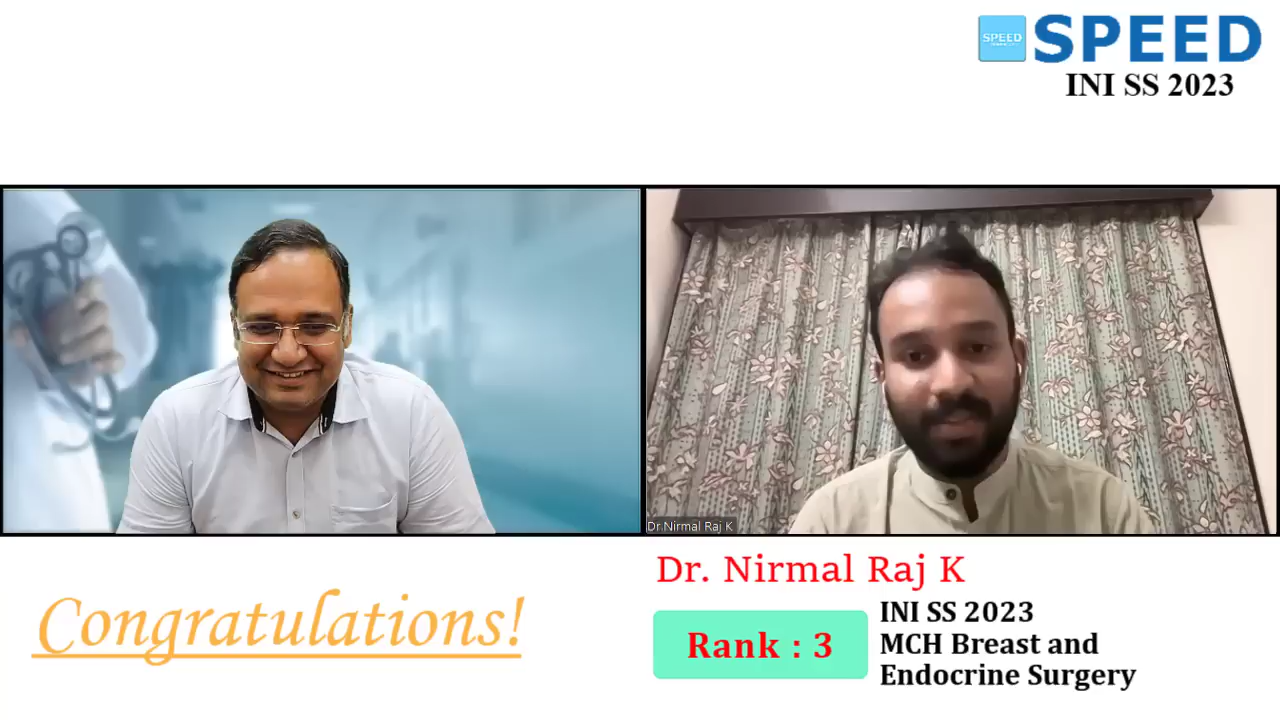 SPEED
SPEED
INI SS 2023
Dr Nirmal Raj K
Dr. Nirmal Raj K
Congratulations!
Rank : 3
INI SS 2023
MCH Breast and
Endocrine Surgery